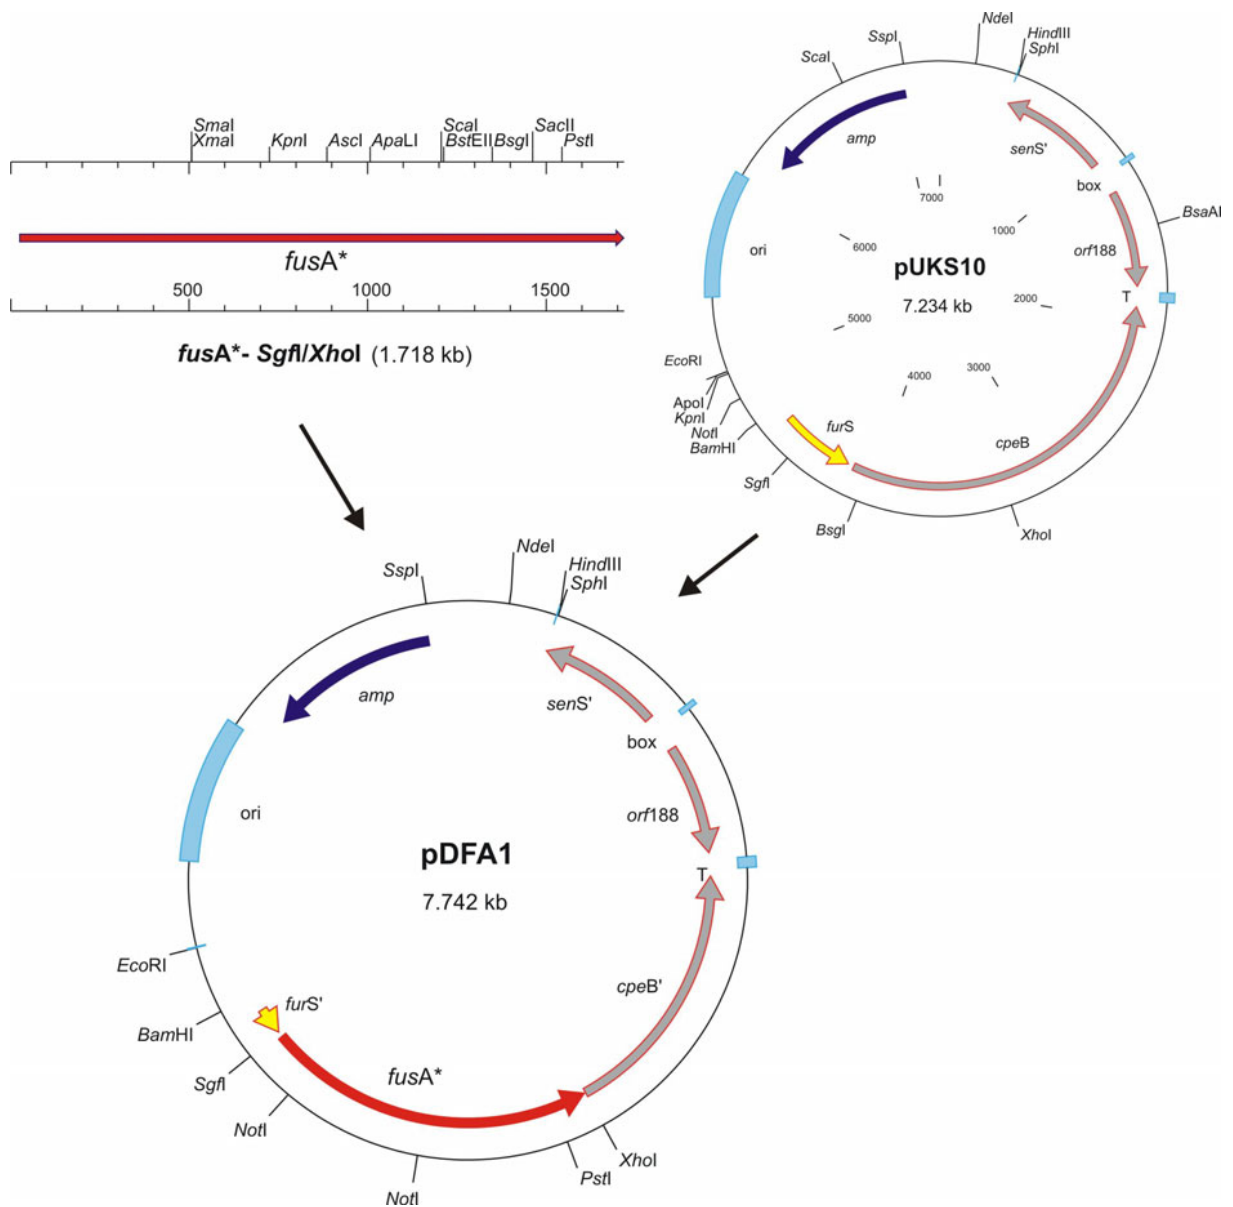 SmaI
XmaI
KpnI
AscI
ApaLI
ScaI
BstEII
BsgI
SacII
PstI
fusA*
500
1000
1500
fusA*- SgfI/XhoI (1.718 kb)
SspI
NdeI
HindIII
SphI
ScaI
amp
senS'
box
BsaAI
orf188
T
ori
7000
1000
6000
2000
5000
4000
3000
pUKS10
7.234 kb
EcoRI
ApoI
KpnI
NotI
BamHI
SgfI
furS
cpeB
BsgI
XhoI
SspI
NdeI
HindIII
SphI
amp
senS'
box
ori
orf188
T
pDFA1
7.742 kb
EcoRI
furS'
cpeB'
BamHI
SgfI
fusA*
NotI
NotI
PstI
XhoI